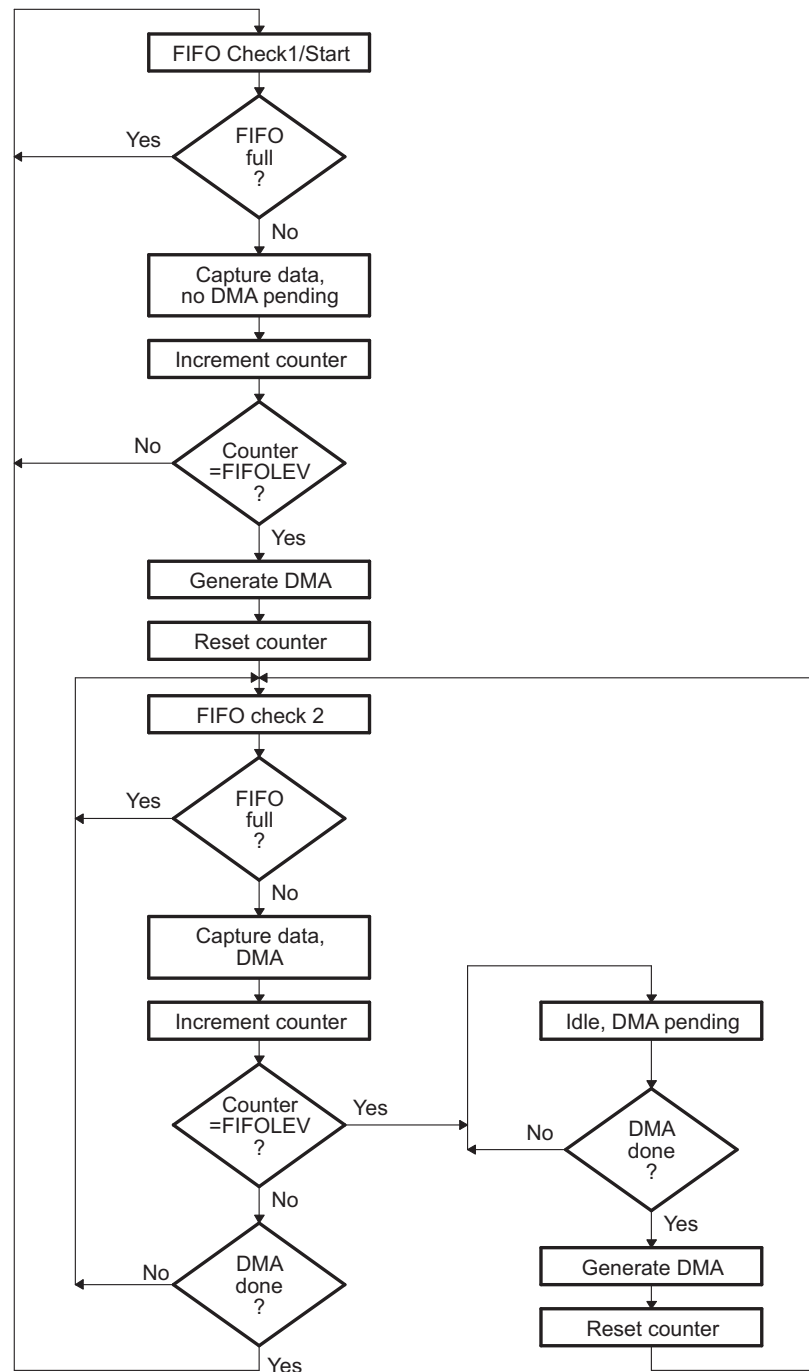 FIFO Check1/Start
Yes
FIFO
full
?
No
Capture data,
no DMA pending
Increment counter
No
Counter
=FIFOLEV
?
Yes
Generate DMA
Reset counter
FIFO check 2
Yes
FIFO
full
?
No
Capture data,
DMA
Increment counter
Idle, DMA pending
Counter
=FIFOLEV
?
Yes
No
No
DMA
done
?
Yes
No
DMA
done
?
Yes
Generate DMA
Reset counter